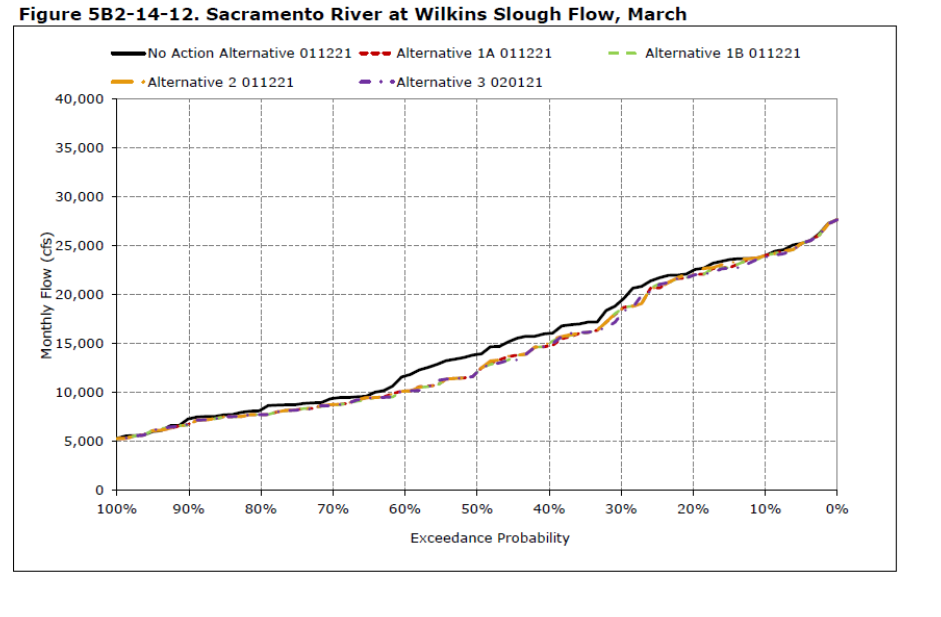 Figure 5B2-14-12. Sacramento River at Wilkins Slough Flow, March
No Action Alternative 011221
Alternative 1A 011221
Alternative 1B 011221
Alternative 2 011221
Alternative 3 020121
40,000
35,000
30,000
25,000
20,000
15,000
10,000
5,000
0
Monthly Flow (cfs)
100%
90%
80%
70%
60%
50%
40%
30%
20%
10%
0%
Exceedance Probability